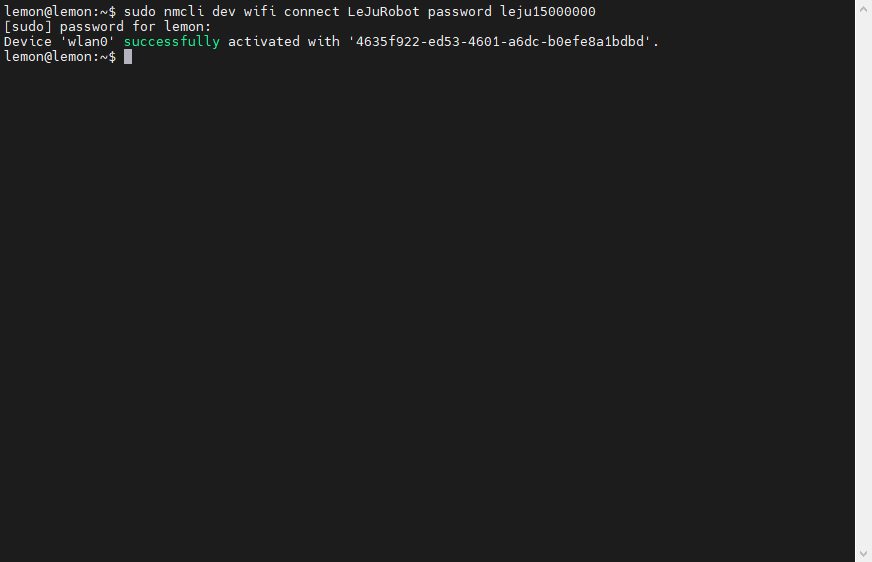 lemon@lemon:~$ sudo nmcli dev wifi connect LeJuRobot password leju15000000
[sudo] password for lemon:
Device 'wlan0' successfully activated with '4635f922-ed53-4601-a6dc-b0efe8a1bdbd'.
lemon@lemon:~$